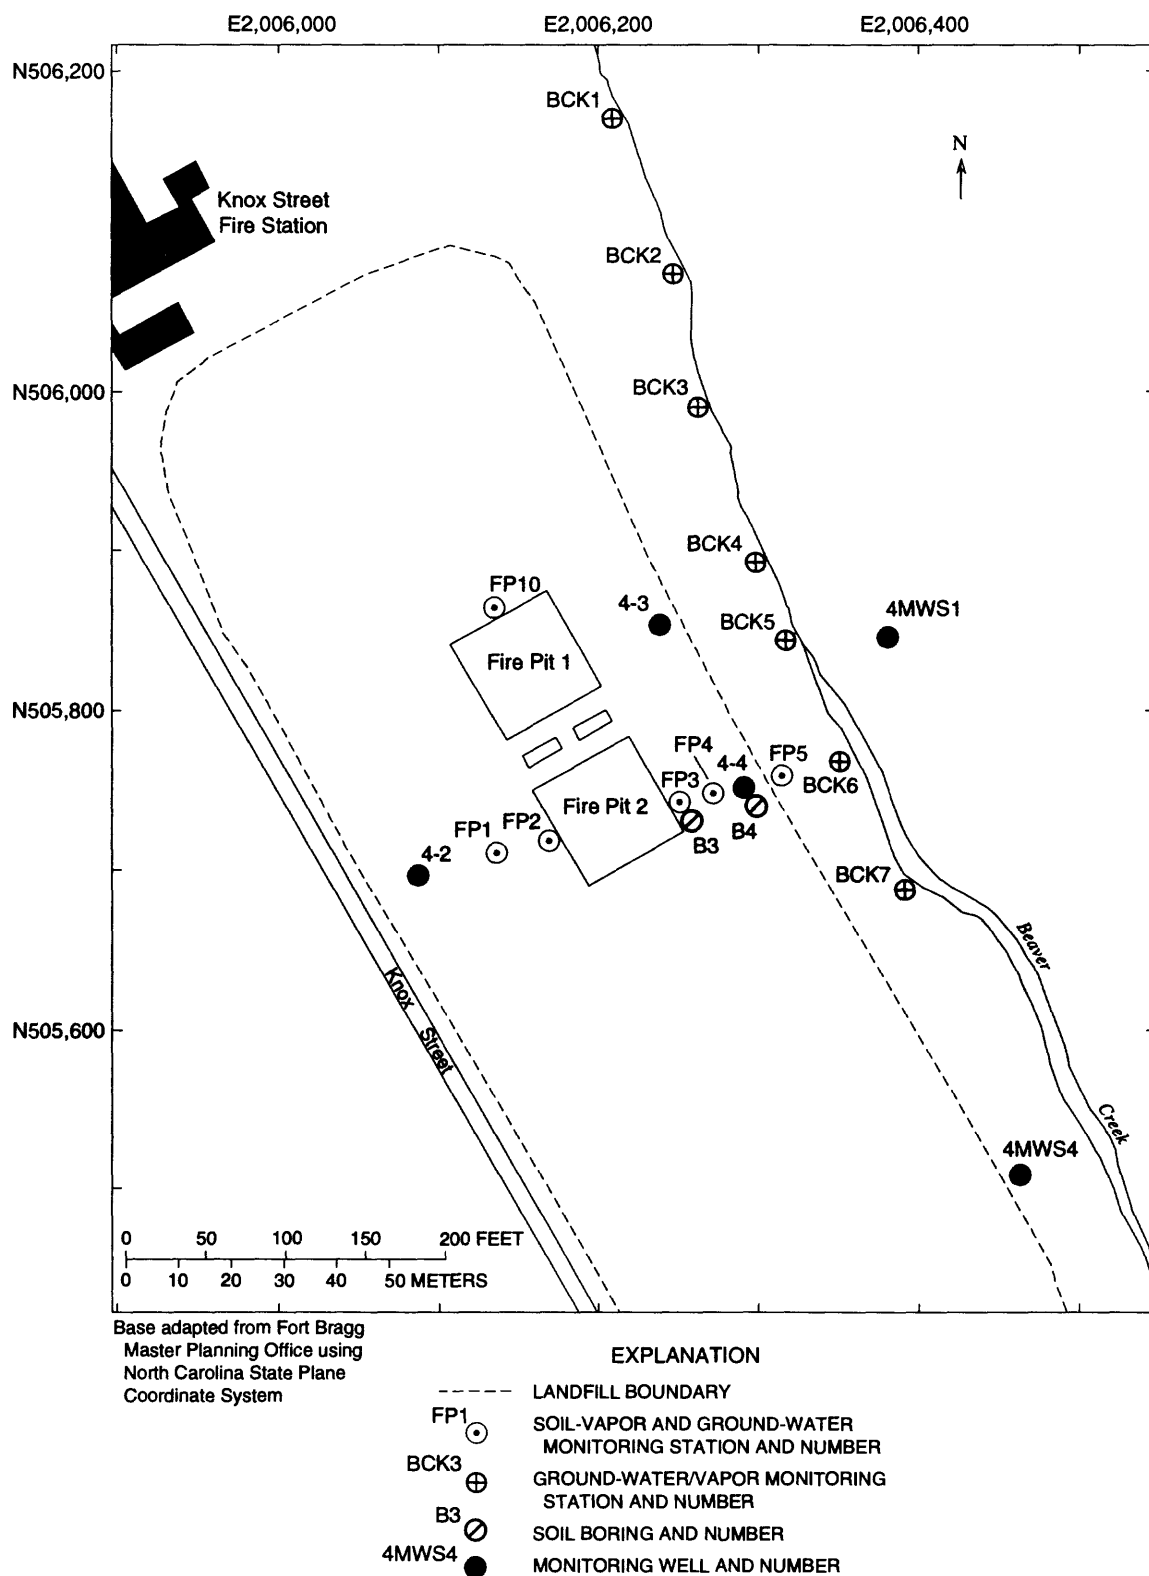 E2,006,000 E2,006,200 E2,006,400
N506,200
BCK1
N
Knox Street
Fire Station
BCK2
BCK3
N506,000
BCK4
FP10
4-3
BCK5
4MWS1
Fire Pit 1
N505,800
FP4
4-4
FP5
FP3
BCK6
Fire Pit 2
FP2
FP1
B3
B4
4-2
BCK7
Beaver
Creek
Knox
Street
N505,600
4MWS4
0 50 100 150 200 FEET
0 10 20 30 40 50 METERS
Base adapted from Fort Bragg
Master Planning Office using
North Carolina State Plane
Coordinate System
EXPLANATION
LANDFILL BOUNDARY
FP1
SOIL-VAPOR AND GROUND-WATER
MONITORING STATION AND NUMBER
BCK3
GROUND-WATER/VAPOR MONITORING
STATION AND NUMBER
B3
SOIL BORING AND NUMBER
4MWS4
MONITORING WELL AND NUMBER